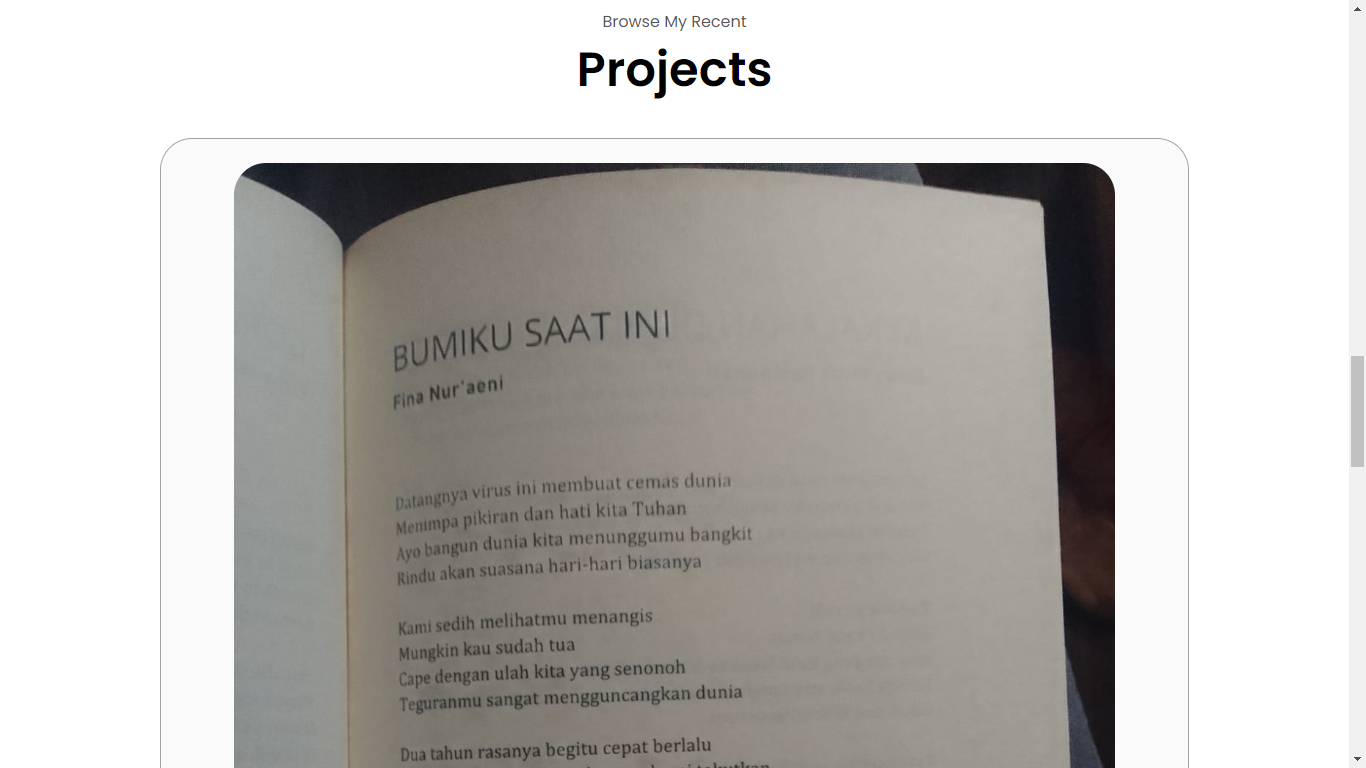 Browse My Recent
Projects
BUMIKU SAAT INI
Fina Nur'aeni
Datangnya virus ini membuat cemas dunia
Menimpa pikiran dan hati kita Tuhan
Ayo bangun dunia kita menunggumu bangkit
Rindu akan suasana hari-hari biasanya
Kami sedih melihatmu menangis
Mungkin kau sudah tua
Cape dengan ulah kita yang senonoh
Teguranmu sangat mengguncangkan dunia
Dua tahun rasanya begitu cepat berlalu